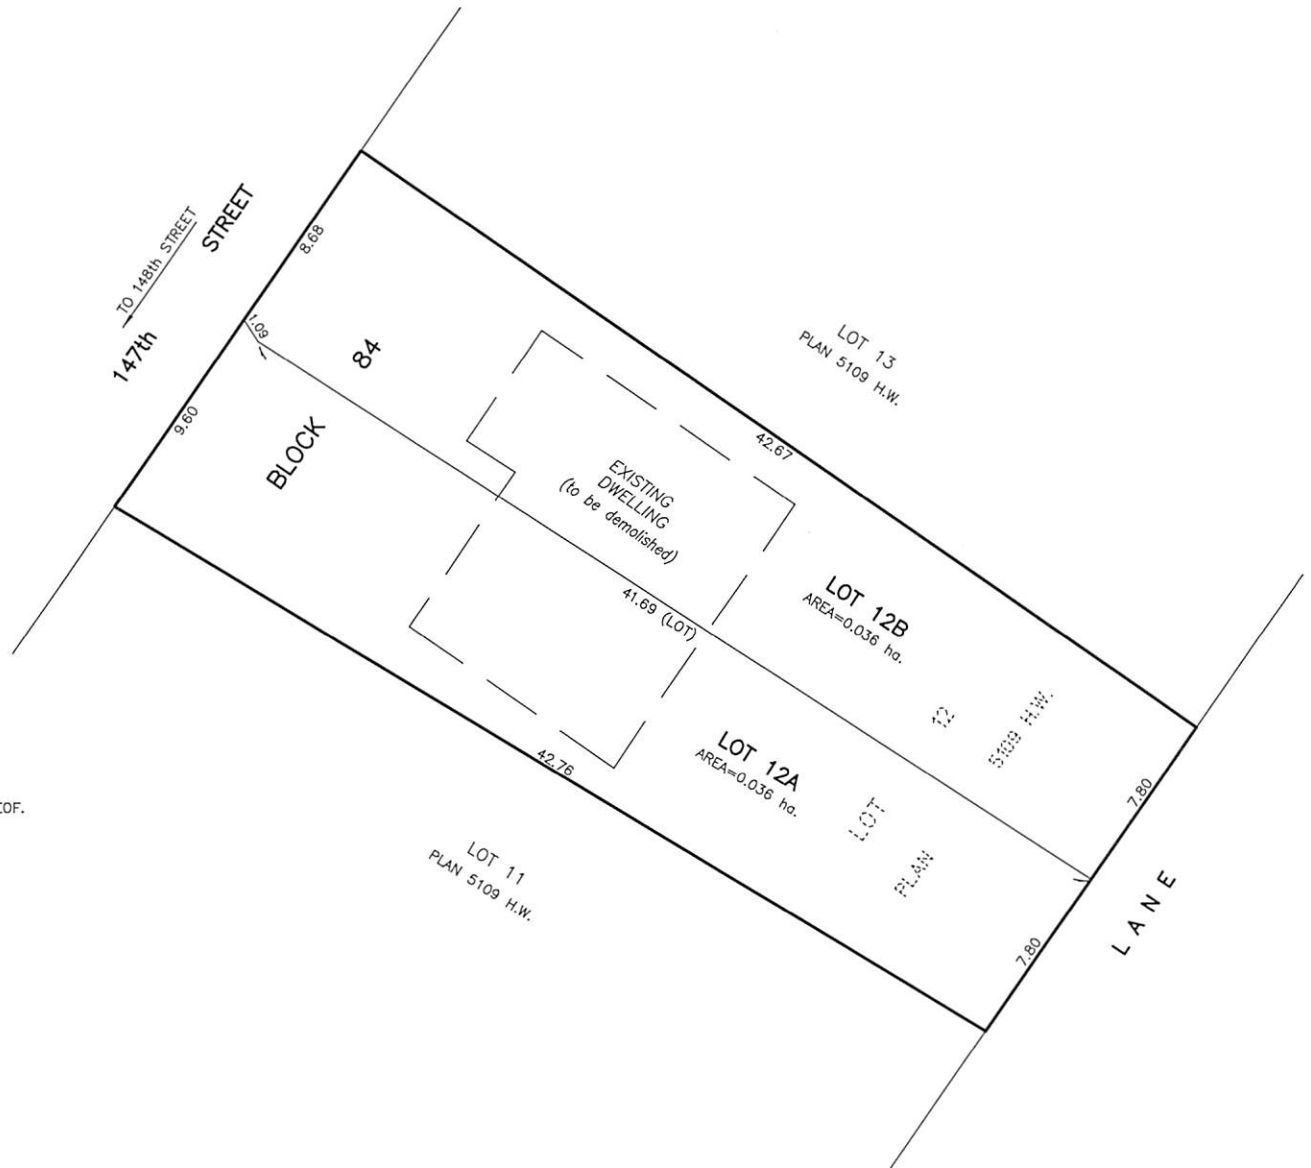 STREET
TO 148th STREET
147th
8.68
1.09
9.60
84
BLOCK
LOT 13
PLAN 5109 H.W.
42.67
EXISTING
DWELLING
(to be demolished)
41.69 (LOT)
LOT 12B
AREA=0.036 ha.
12
5109 H.W.
LOT 12A
AREA=0.036 ha.
LOT
PLAN
42.76
7.80
7.80
LANE
LOT 11
PLAN 5109 H.W.